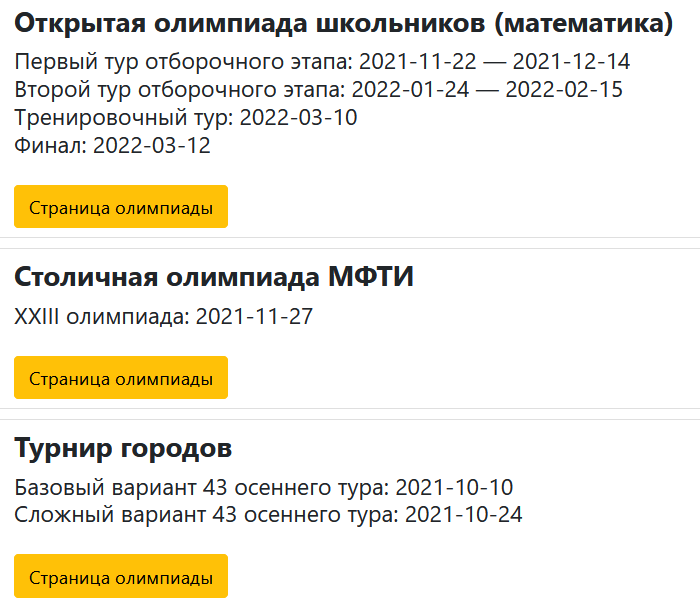 Открытая олимпиада школьников (математика)
Первый тур отборочного этапа: 2021-11-22 — 2021-12-14
Второй тур отборочного этапа: 2022-01-24 — 2022-02-15
Тренировочный тур: 2022-03-10
Финал: 2022-03-12
Страница олимпиады
Столичная олимпиада МФТИ
XXIII олимпиада: 2021-11-27
Страница олимпиады
Турнир городов
Базовый вариант 43 осеннего тура: 2021-10-10
Сложный вариант 43 осеннего тура: 2021-10-24
Страница олимпиады